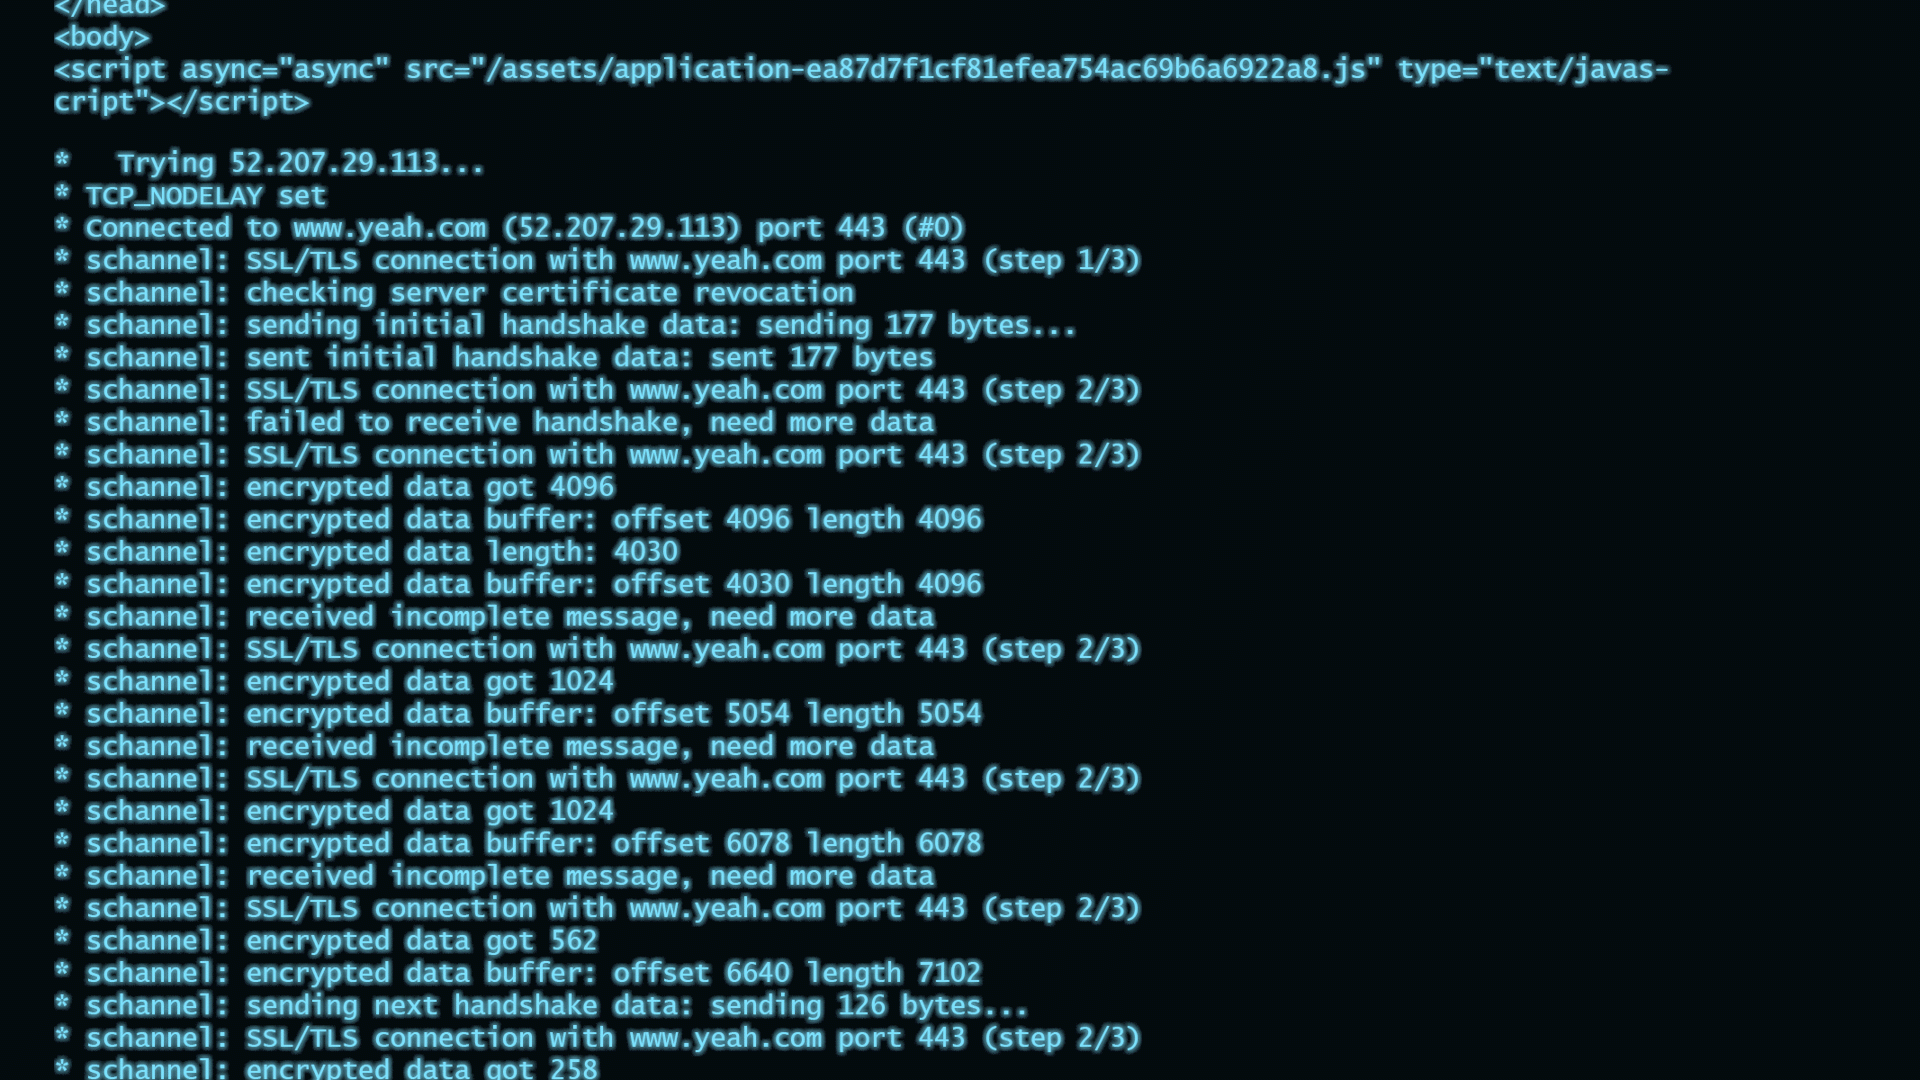 </head>
<body>
<script async="async" src="/assets/application-ea87d7f1cf81efea754ac69b6a6922a8.js" type="text/javas-
cript"></script>
*   Trying 52.207.29.113...
* TCP_NODELAY set
* Connected to www.yeah.com (52.207.29.113) port 443 (#0)
* schannel: SSL/TLS connection with www.yeah.com port 443 (step 1/3)
* schannel: checking server certificate revocation
* schannel: sending initial handshake data: sending 177 bytes...
* schannel: sent initial handshake data: sent 177 bytes
* schannel: SSL/TLS connection with www.yeah.com port 443 (step 2/3)
* schannel: failed to receive handshake, need more data
* schannel: SSL/TLS connection with www.yeah.com port 443 (step 2/3)
* schannel: encrypted data got 4096
* schannel: encrypted data buffer: offset 4096 length 4096
* schannel: encrypted data length: 4030
* schannel: encrypted data buffer: offset 4030 length 4096
* schannel: received incomplete message, need more data
* schannel: SSL/TLS connection with www.yeah.com port 443 (step 2/3)
* schannel: encrypted data got 1024
* schannel: encrypted data buffer: offset 5054 length 5054
* schannel: received incomplete message, need more data
* schannel: SSL/TLS connection with www.yeah.com port 443 (step 2/3)
* schannel: encrypted data got 1024
* schannel: encrypted data buffer: offset 6078 length 6078
* schannel: received incomplete message, need more data
* schannel: SSL/TLS connection with www.yeah.com port 443 (step 2/3)
* schannel: encrypted data got 562
* schannel: encrypted data buffer: offset 6640 length 7102
* schannel: sending next handshake data: sending 126 bytes...
* schannel: SSL/TLS connection with www.yeah.com port 443 (step 2/3)
* schannel: encrypted data got 258